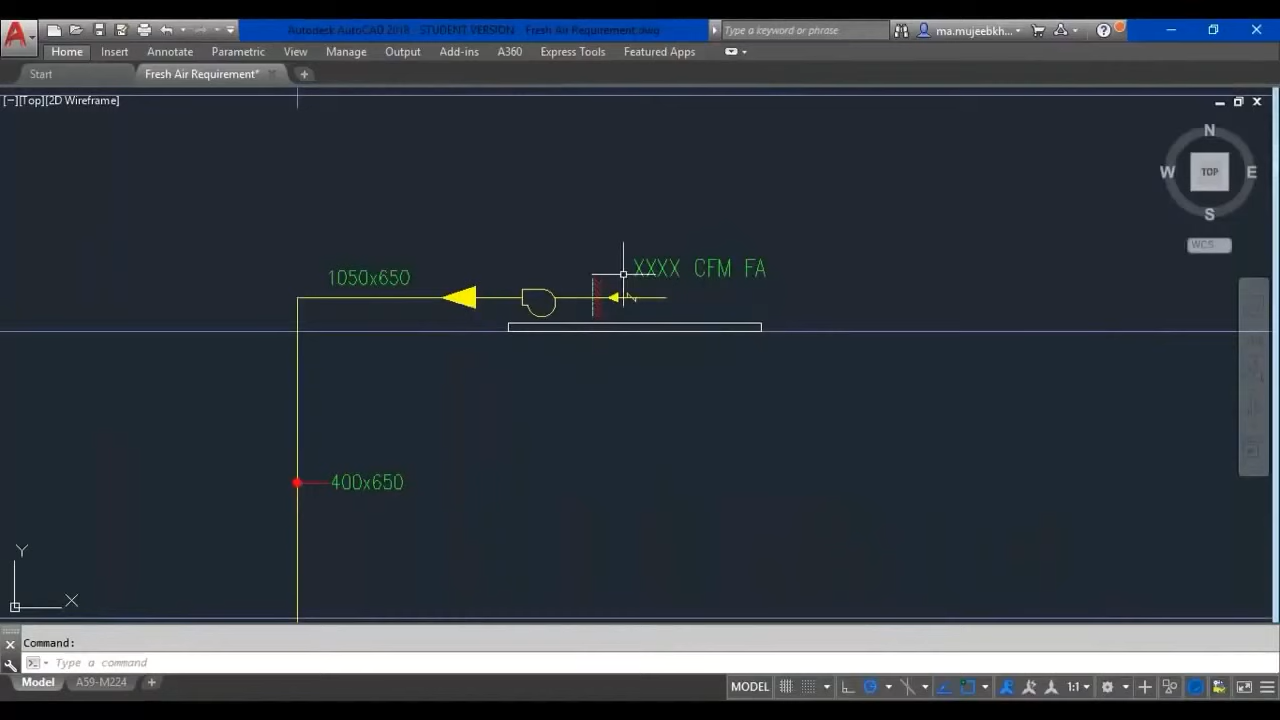 Autodesk AutoCAD 2018 - STUDENT VERSION Fresh Air Requirement.dwg
Type a keyword or phrase
ma.mujeebkh...
Home Insert Annotate Parametric View Manage Output Add-ins A360 Express Tools Featured Apps
Start Fresh Air Requirement*
[−][Top][2D Wireframe]
N
W TOP E
S
WCS
XXXX CFM FA
1050x650
400x650
Y
X
Command:
Type a command
Model A59-M224
MODEL 1:1